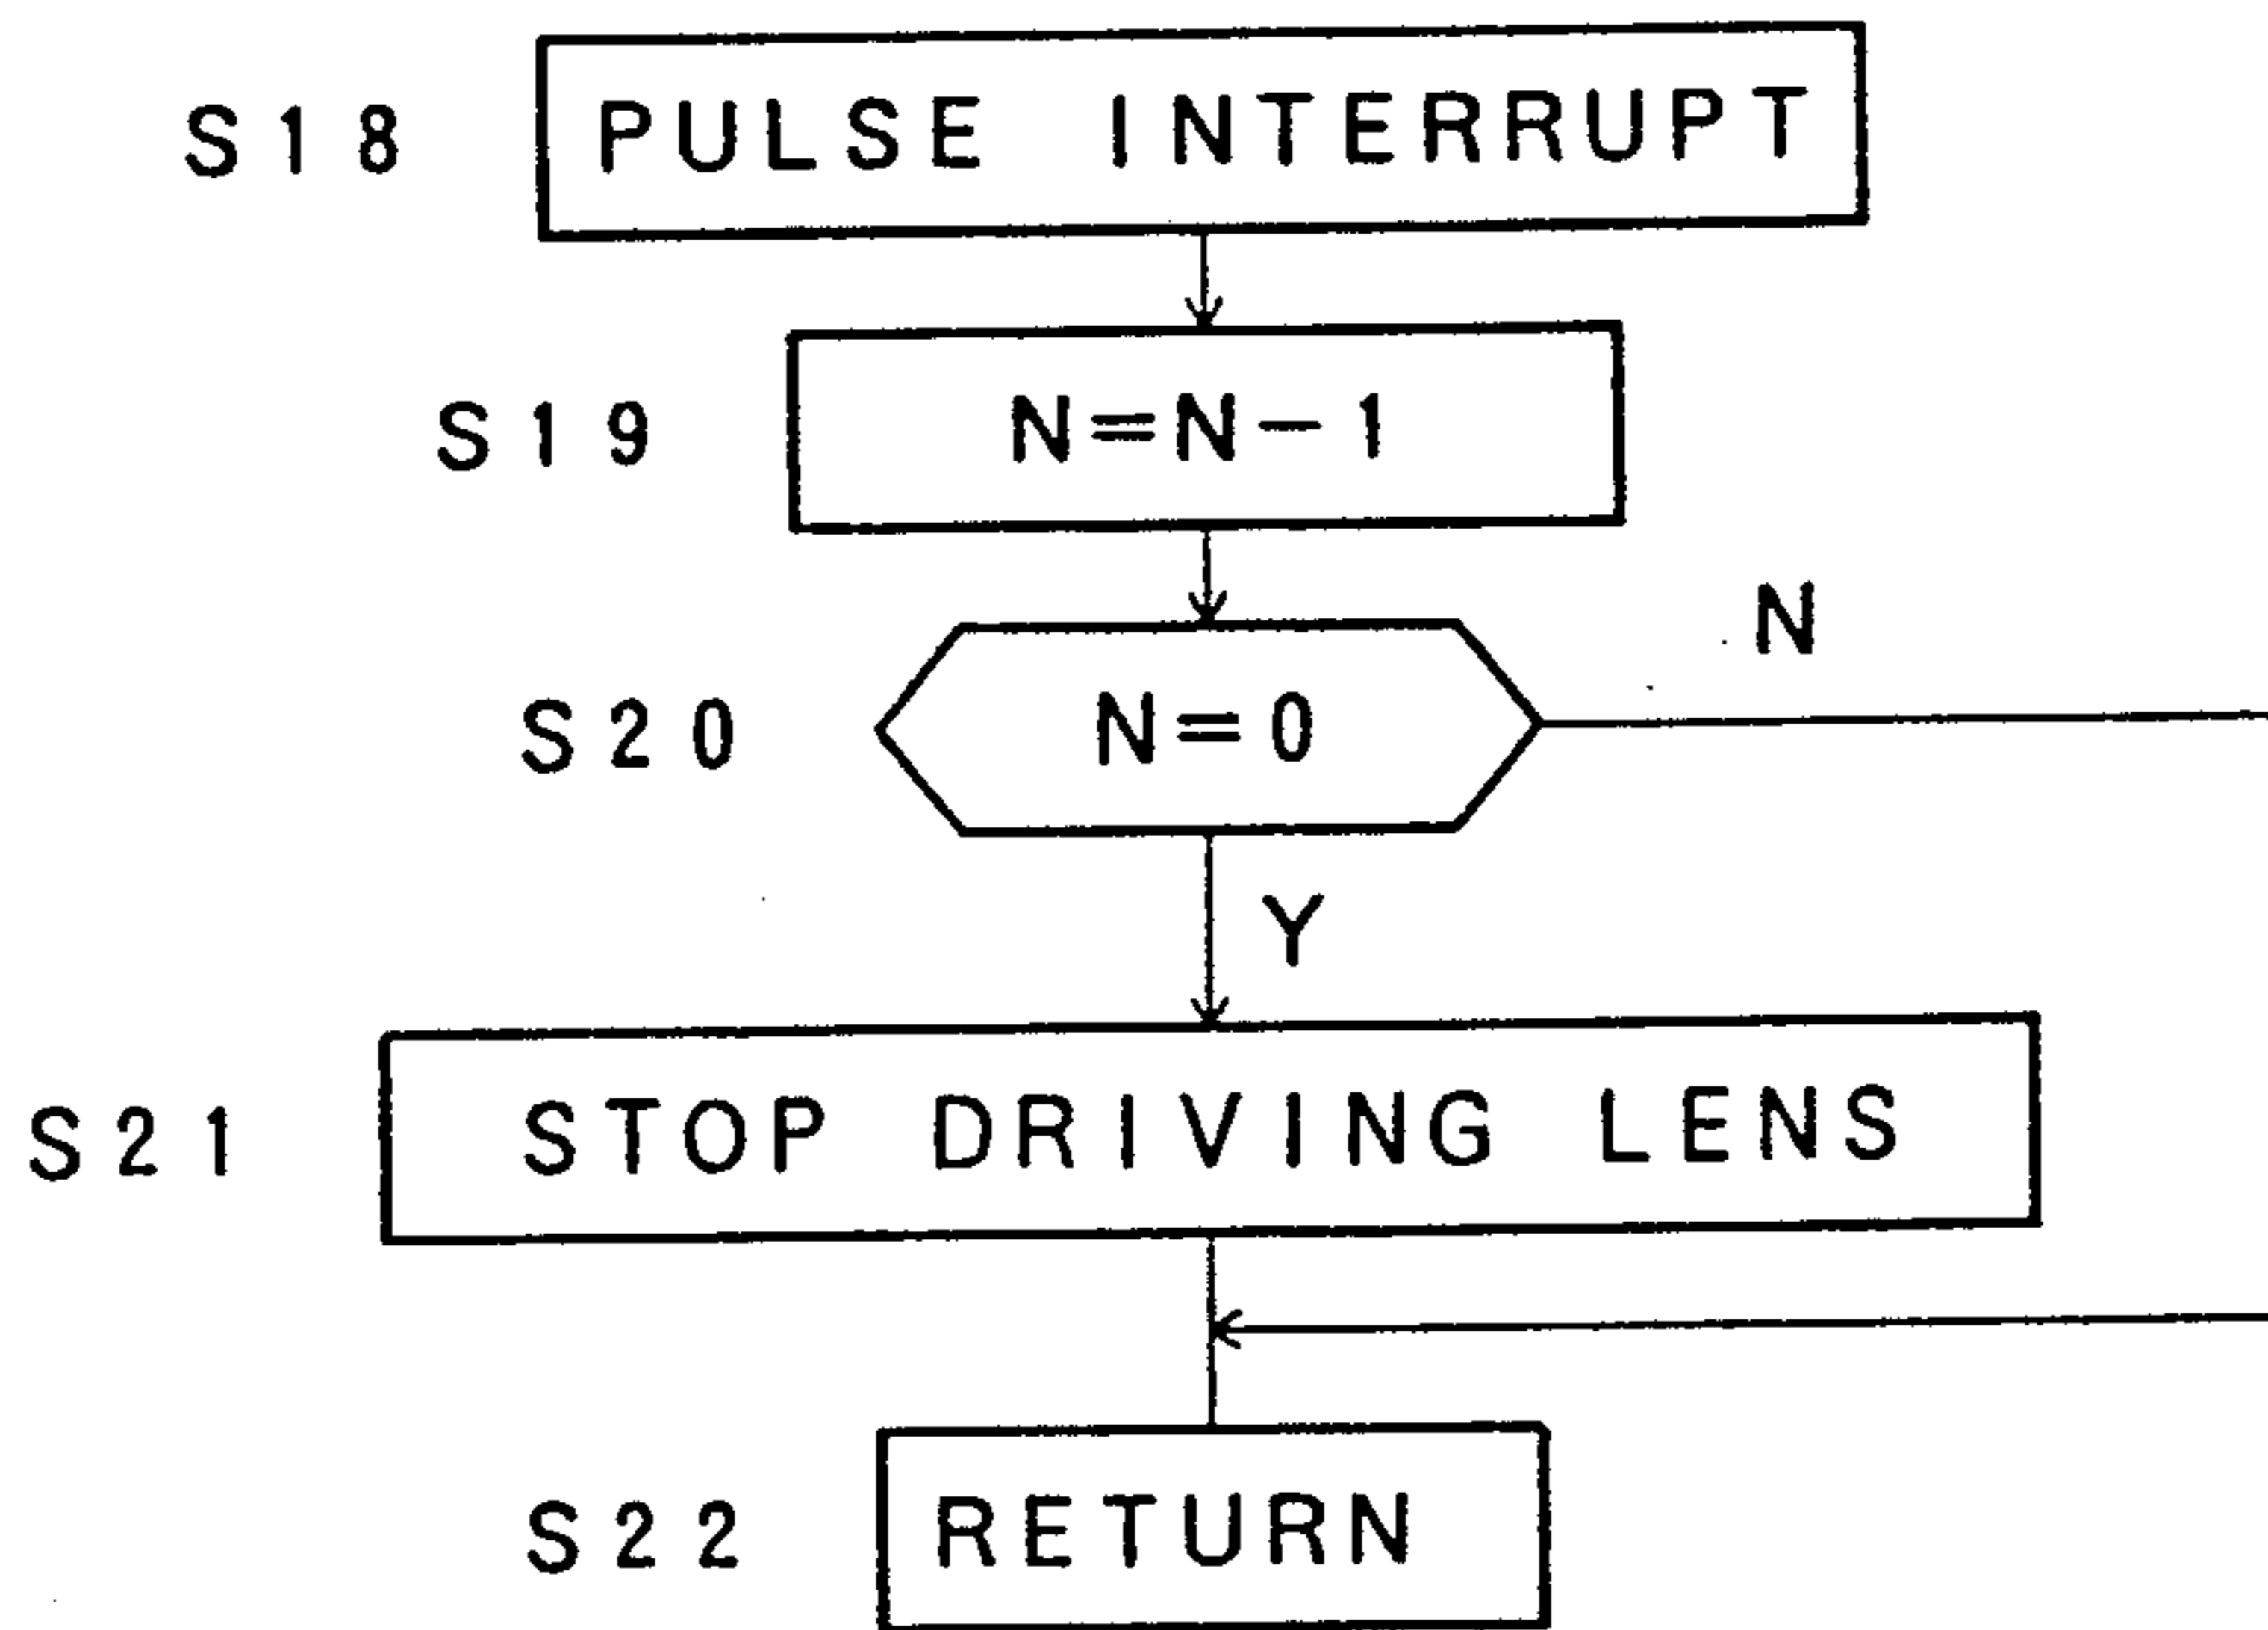 S18 PULSE INTERRUPT
S19 N=N-1
N
S20 N=0
Y
S21 STOP DRIVING LENS
S22 RETURN